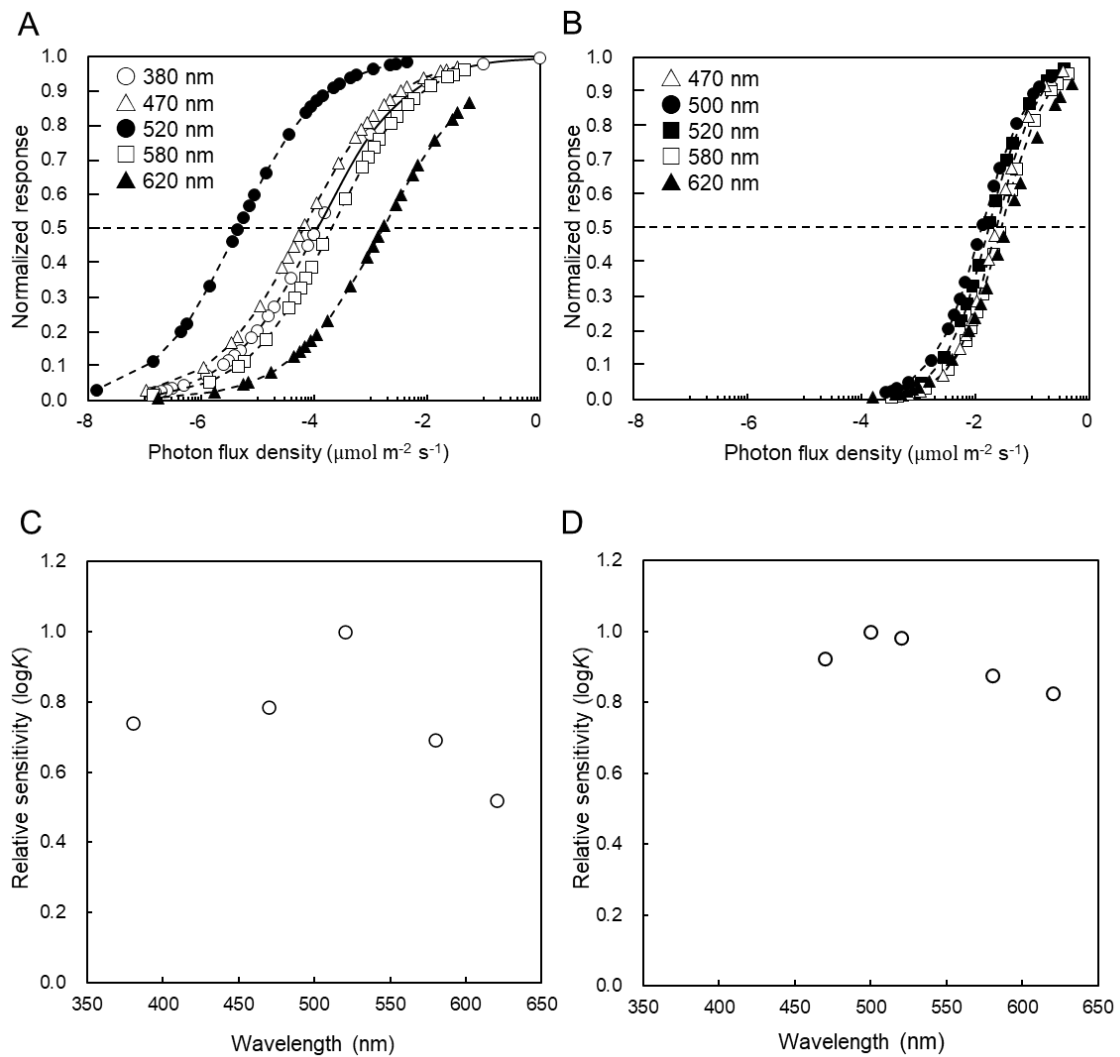 A
Normalized response
1.0
0.9
0.8
0.7
0.6
0.5
0.4
0.3
0.2
0.1
0.0
380 nm
470 nm
520 nm
580 nm
620 nm
-8
-6
-4
-2
0
Photon flux density (μmol m⁻² s⁻¹)
B
Normalized response
1.0
0.9
0.8
0.7
0.6
0.5
0.4
0.3
0.2
0.1
0.0
470 nm
500 nm
520 nm
580 nm
620 nm
-8
-6
-4
-2
0
Photon flux density (μmol m⁻² s⁻¹)
C
Relative sensitivity (logK)
1.2
1.0
0.8
0.6
0.4
0.2
0.0
350 400 450 500 550 600 650
Wavelength (nm)
D
Relative sensitivity (logK)
1.2
1.0
0.8
0.6
0.4
0.2
0.0
350 400 450 500 550 600 650
Wavelength (nm)